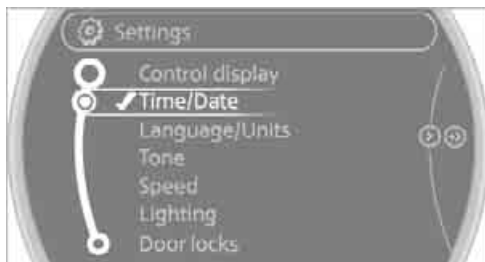 Settings
Control display
Time/Date
Language/Units
Tone
Speed
Lighting
Door locks